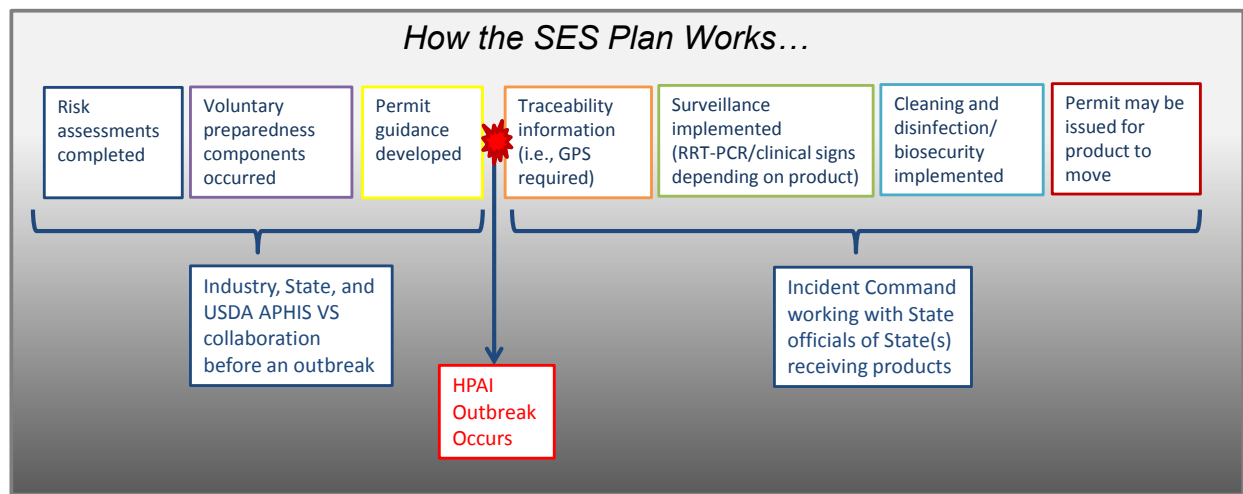 How the SES Plan Works…
Risk
assessments
completed
Voluntary
preparedness
components
occurred
Permit
guidance
developed
Traceability
information
(i.e., GPS
required)
Surveillance
implemented
(RRT-PCR/clinical signs
depending on product)
Cleaning and
disinfection/
biosecurity
implemented
Permit may be
issued for
product to
move
Industry, State, and
USDA APHIS VS
collaboration
before an outbreak
Incident Command
working with State
officials of State(s)
receiving products
HPAI
Outbreak
Occurs